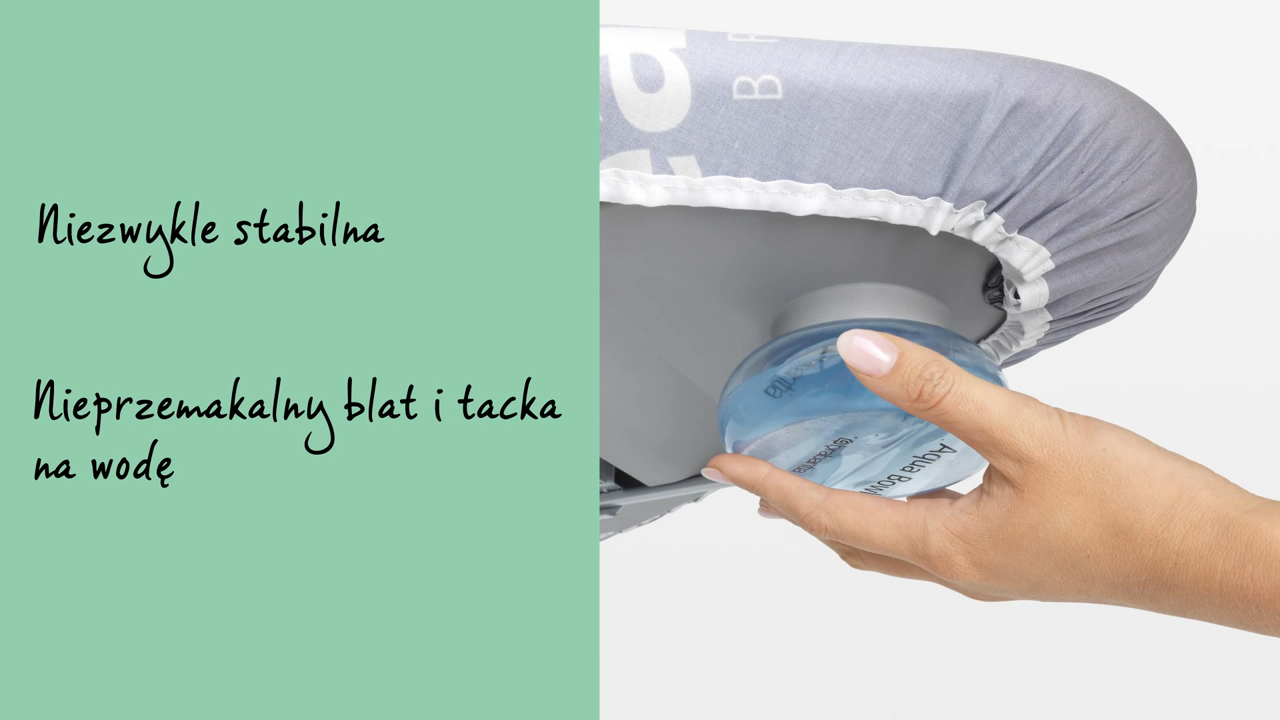 Niezwykle stabilna
Nieprzemakalny blat i tacka
na wodę
Aqua Bowl